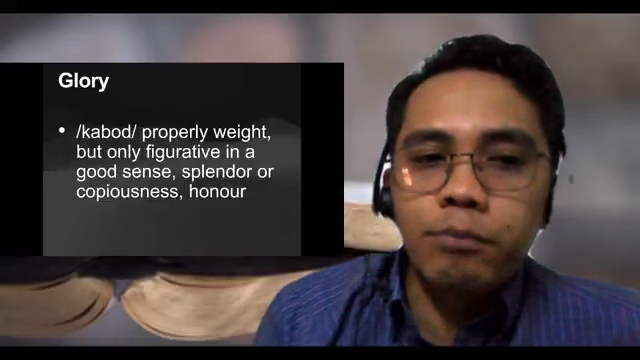 Glory
• /kabod/ properly weight,
but only figurative in a
good sense, splendor or
copiousness, honour